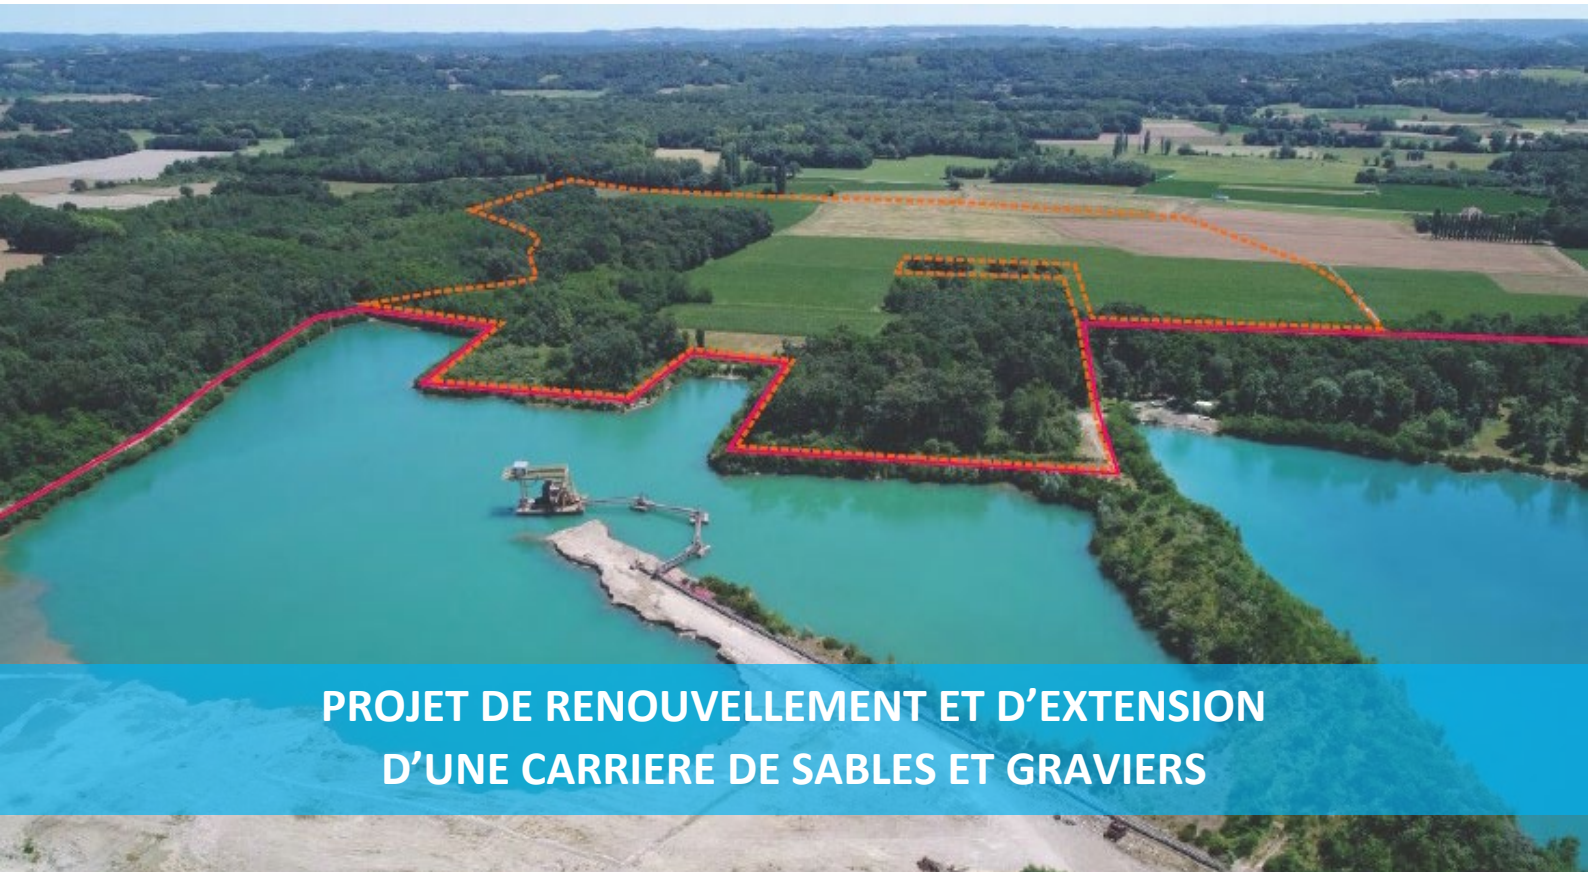 PROJET DE RENOUVELLEMENT ET D’EXTENSION
D’UNE CARRIERE DE SABLES ET GRAVIERS